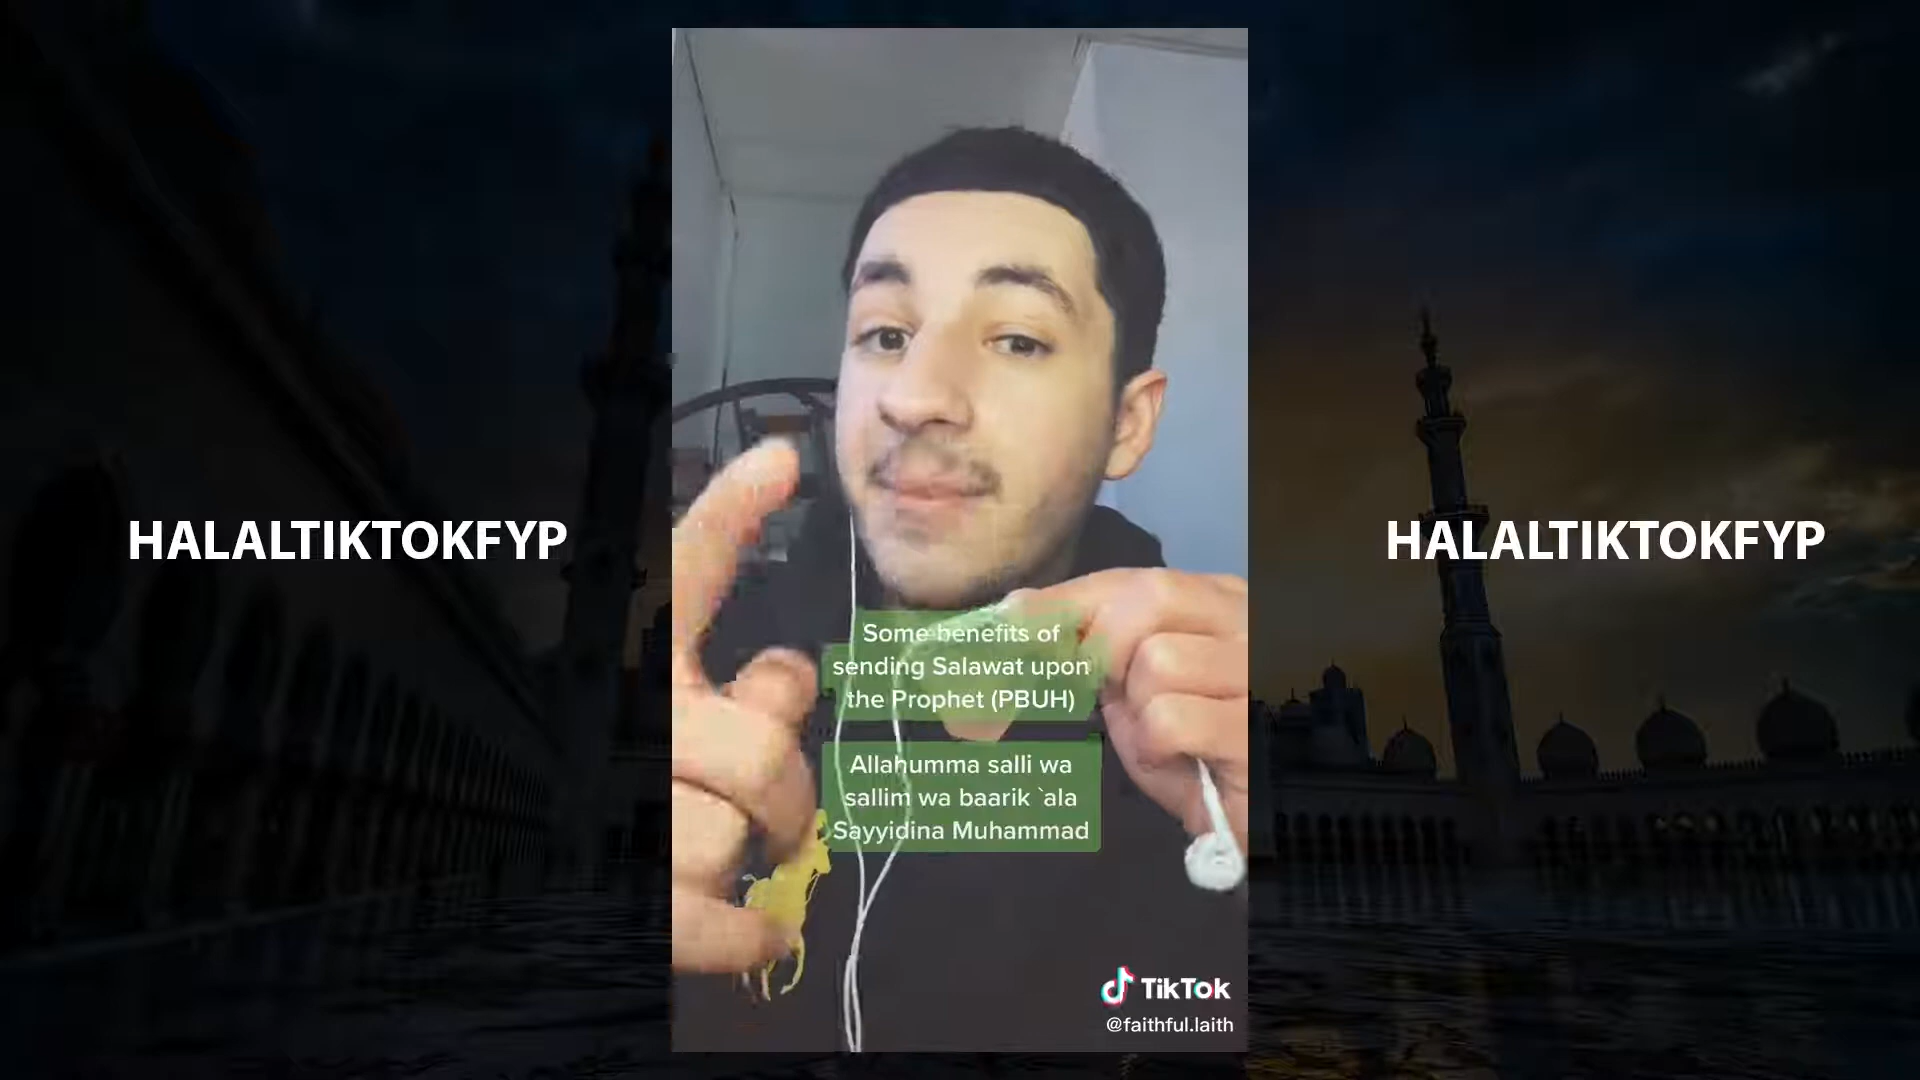 HALALTIKTOKFYP
Some benefits of
sending Salawat upon
the Prophet (PBUH)
Allahumma salli wa
sallim wa baarik `ala
Sayyidina Muhammad
HALALTIKTOKFYP
TikTok
@faithful.laith